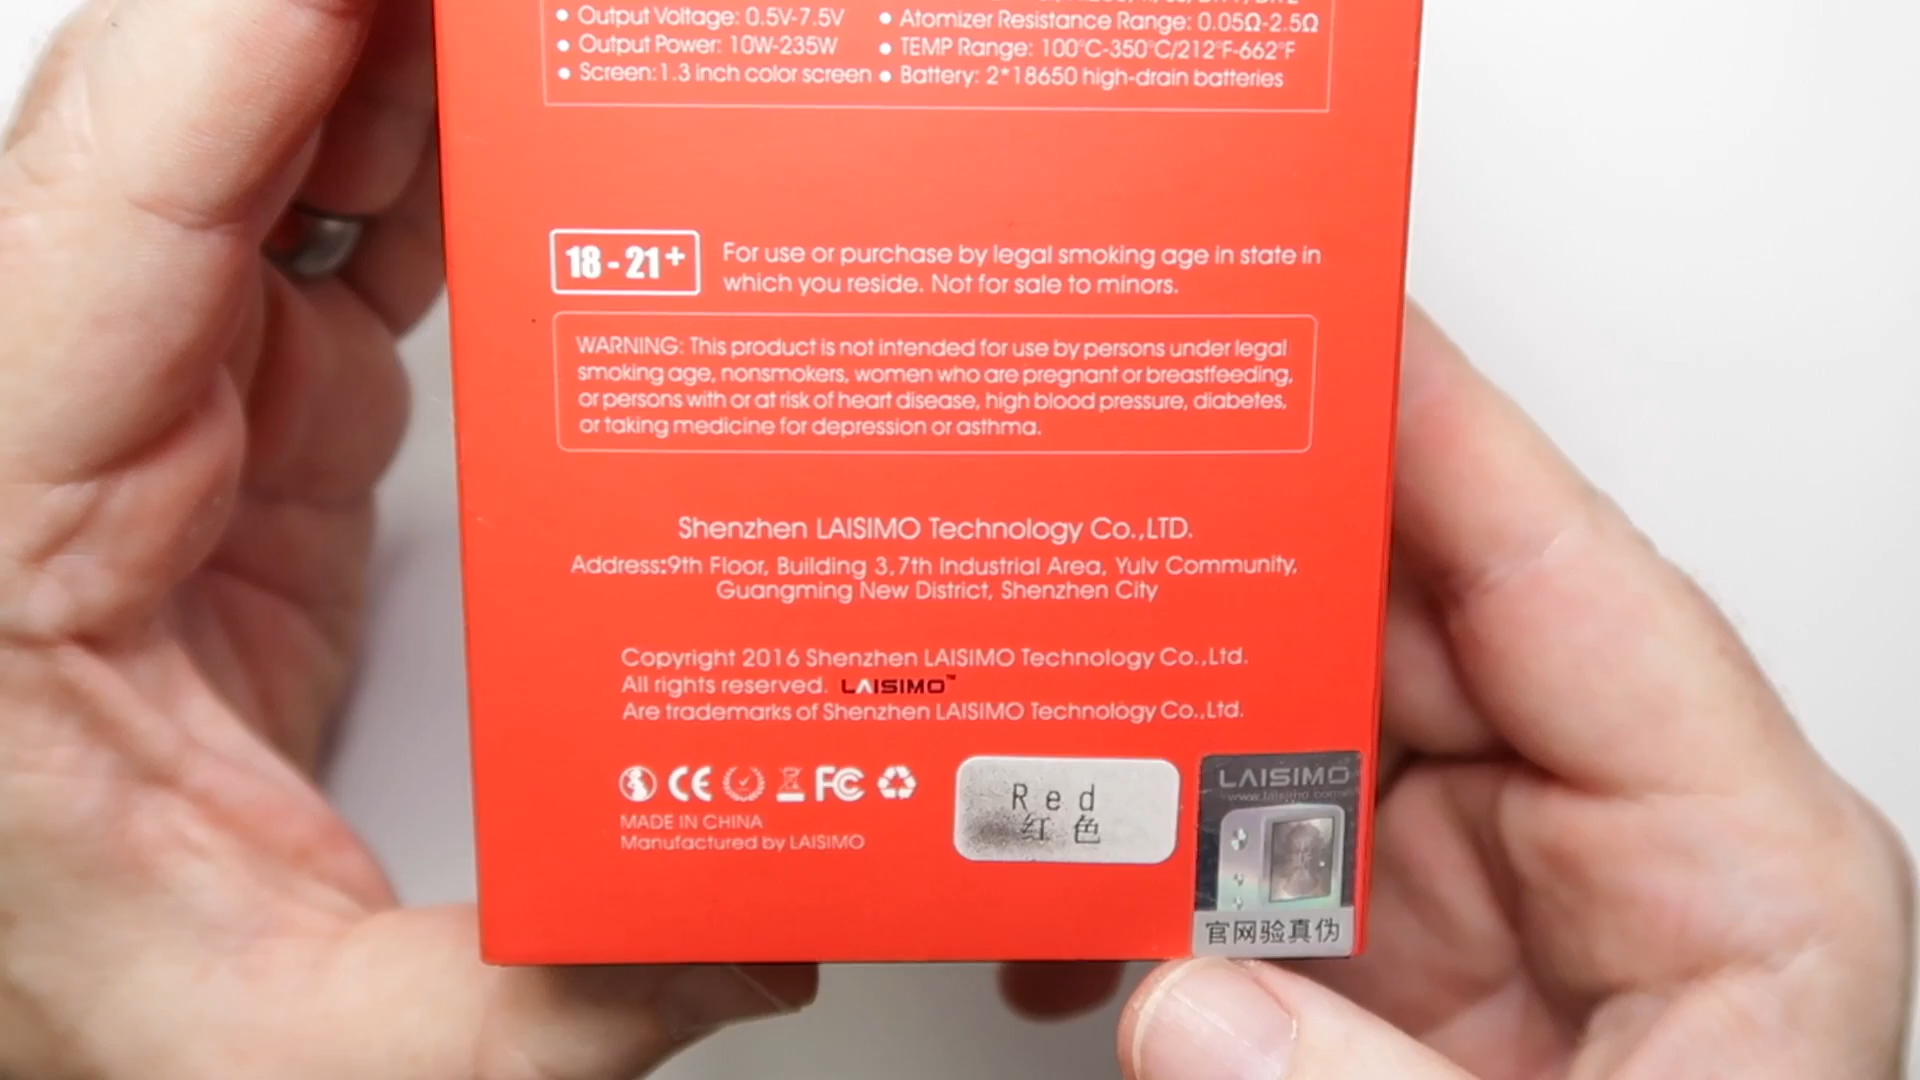 • Output Voltage: 0.5V-7.5V • Atomizer Resistance Range: 0.05Ω-2.5Ω
• Output Power: 10W-235W • TEMP Range: 100°C-350°C/212°F-662°F
• Screen:1.3 inch color screen • Battery: 2*18650 high-drain batteries
18 - 21+
For use or purchase by legal smoking age in state in
which you reside. Not for sale to minors.
WARNING: This product is not intended for use by persons under legal
smoking age, nonsmokers, women who are pregnant or breastfeeding,
or persons with or at risk of heart disease, high blood pressure, diabetes,
or taking medicine for depression or asthma.
Shenzhen LAISIMO Technology Co.,LTD.
Address:9th Floor, Building 3,7th Industrial Area, Yulv Community,
Guangming New District, Shenzhen City
Copyright 2016 Shenzhen LAISIMO Technology Co.,Ltd.
All rights reserved. LAISIMO™
Are trademarks of Shenzhen LAISIMO Technology Co.,Ltd.
CE FC
MADE IN CHINA
Manufactured by LAISIMO
Red
红色
LAISIMO
www.laisimo.com
官网验真伪